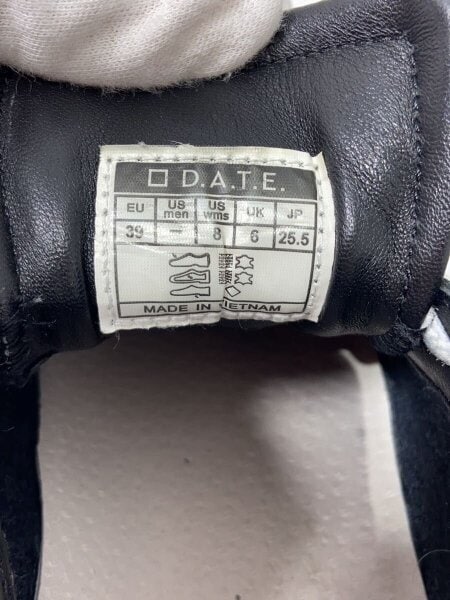 D.A.T.E.
EU US men US wms UK JP
39 — 8 6 25.5
MADE IN VIETNAM